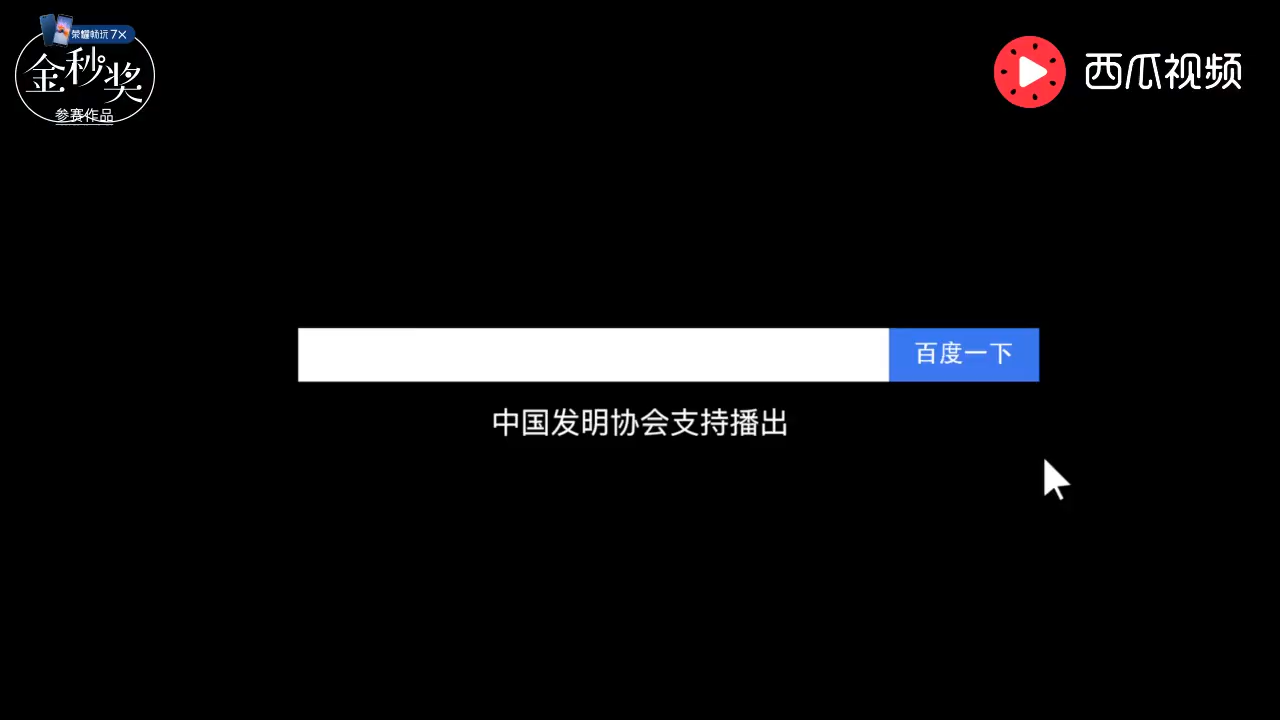 荣耀畅玩7X
金秒奖
参赛作品
西瓜视频
百度一下
中国发明协会支持播出